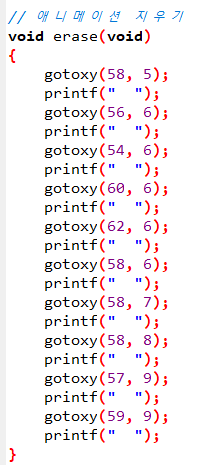 // 애니메이션 지우기
void erase(void)
{
    gotoxy(58, 5);
    printf("  ");
    gotoxy(56, 6);
    printf("  ");
    gotoxy(54, 6);
    printf("  ");
    gotoxy(60, 6);
    printf("  ");
    gotoxy(62, 6);
    printf("  ");
    gotoxy(58, 6);
    printf("  ");
    gotoxy(58, 7);
    printf("  ");
    gotoxy(58, 8);
    printf("  ");
    gotoxy(57, 9);
    printf("  ");
    gotoxy(59, 9);
    printf("  ");
}